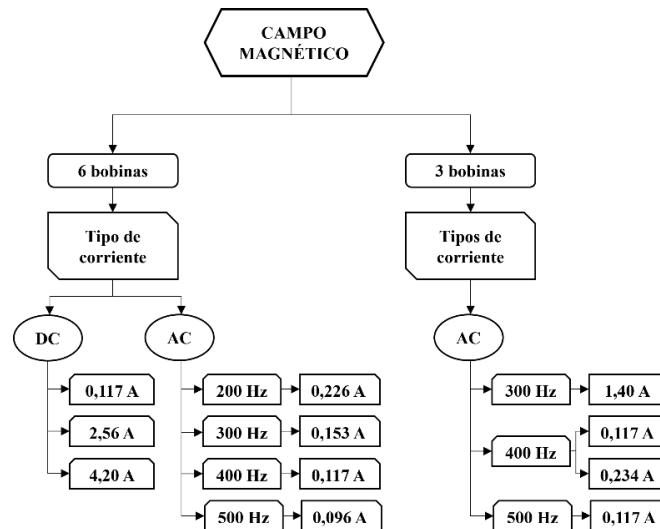 CAMPO
MAGNÉTICO
6 bobinas
3 bobinas
Tipo de
corriente
Tipos de
corriente
DC
AC
AC
0,117 A
200 Hz
0,226 A
300 Hz
1,40 A
2,56 A
300 Hz
0,153 A
400 Hz
0,117 A
4,20 A
400 Hz
0,117 A
0,234 A
500 Hz
0,096 A
500 Hz
0,117 A